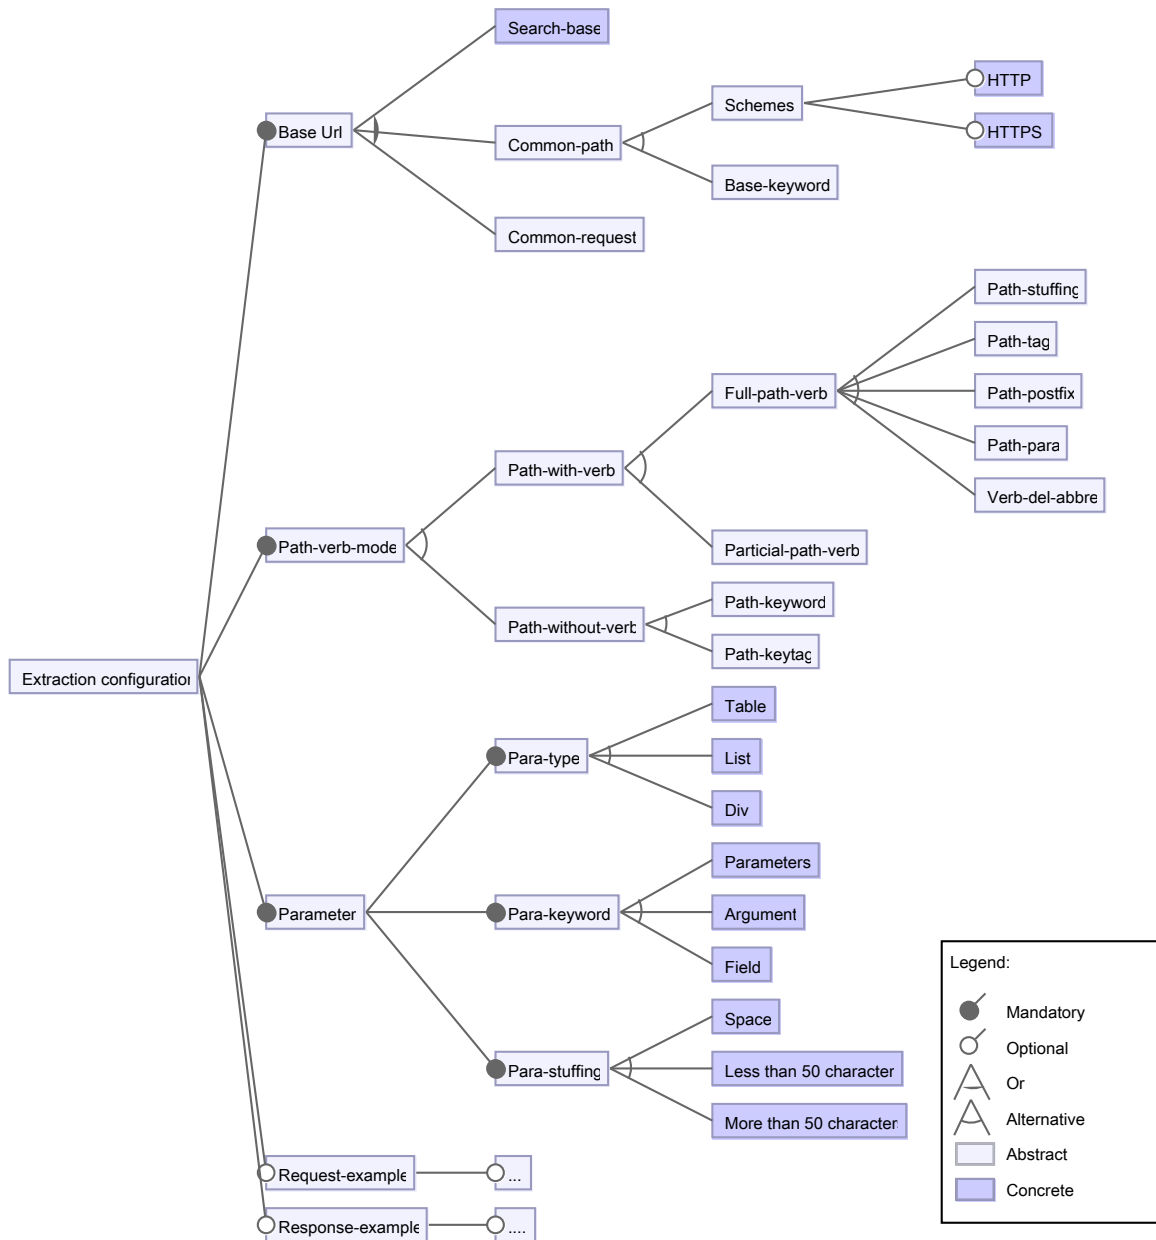 Search-base
HTTP
Schemes
HTTPS
Base Url
Common-path
Base-keyword
Common-request
Path-stuffing
Path-tag
Full-path-verb
Path-postfix
Path-para
Path-with-verb
Verb-del-abbre
Path-verb-mode
Particial-path-verb
Path-keyword
Path-without-verb
Path-keytag
Extraction configuration
Table
Para-type
List
Div
Parameters
Parameter
Para-keyword
Argument
Field
Space
Para-stuffing
Less than 50 character
More than 50 character
Request-example
...
Response-example
....
Legend:
Mandatory
Optional
Or
Alternative
Abstract
Concrete